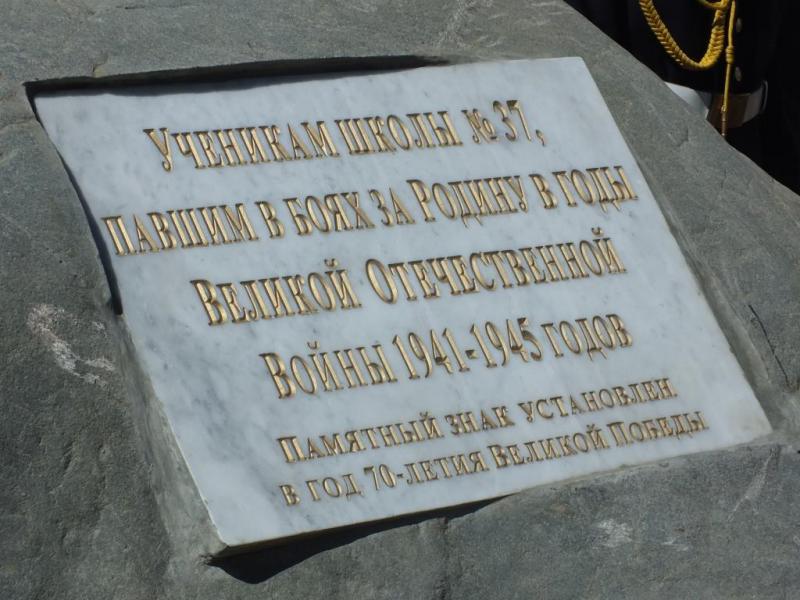 Ученикам школы № 37,
павшим в боях за Родину в годы
Великой Отечественной
Войны 1941-1945 годов
Памятный знак установлен
в год 70-летия Великой Победы